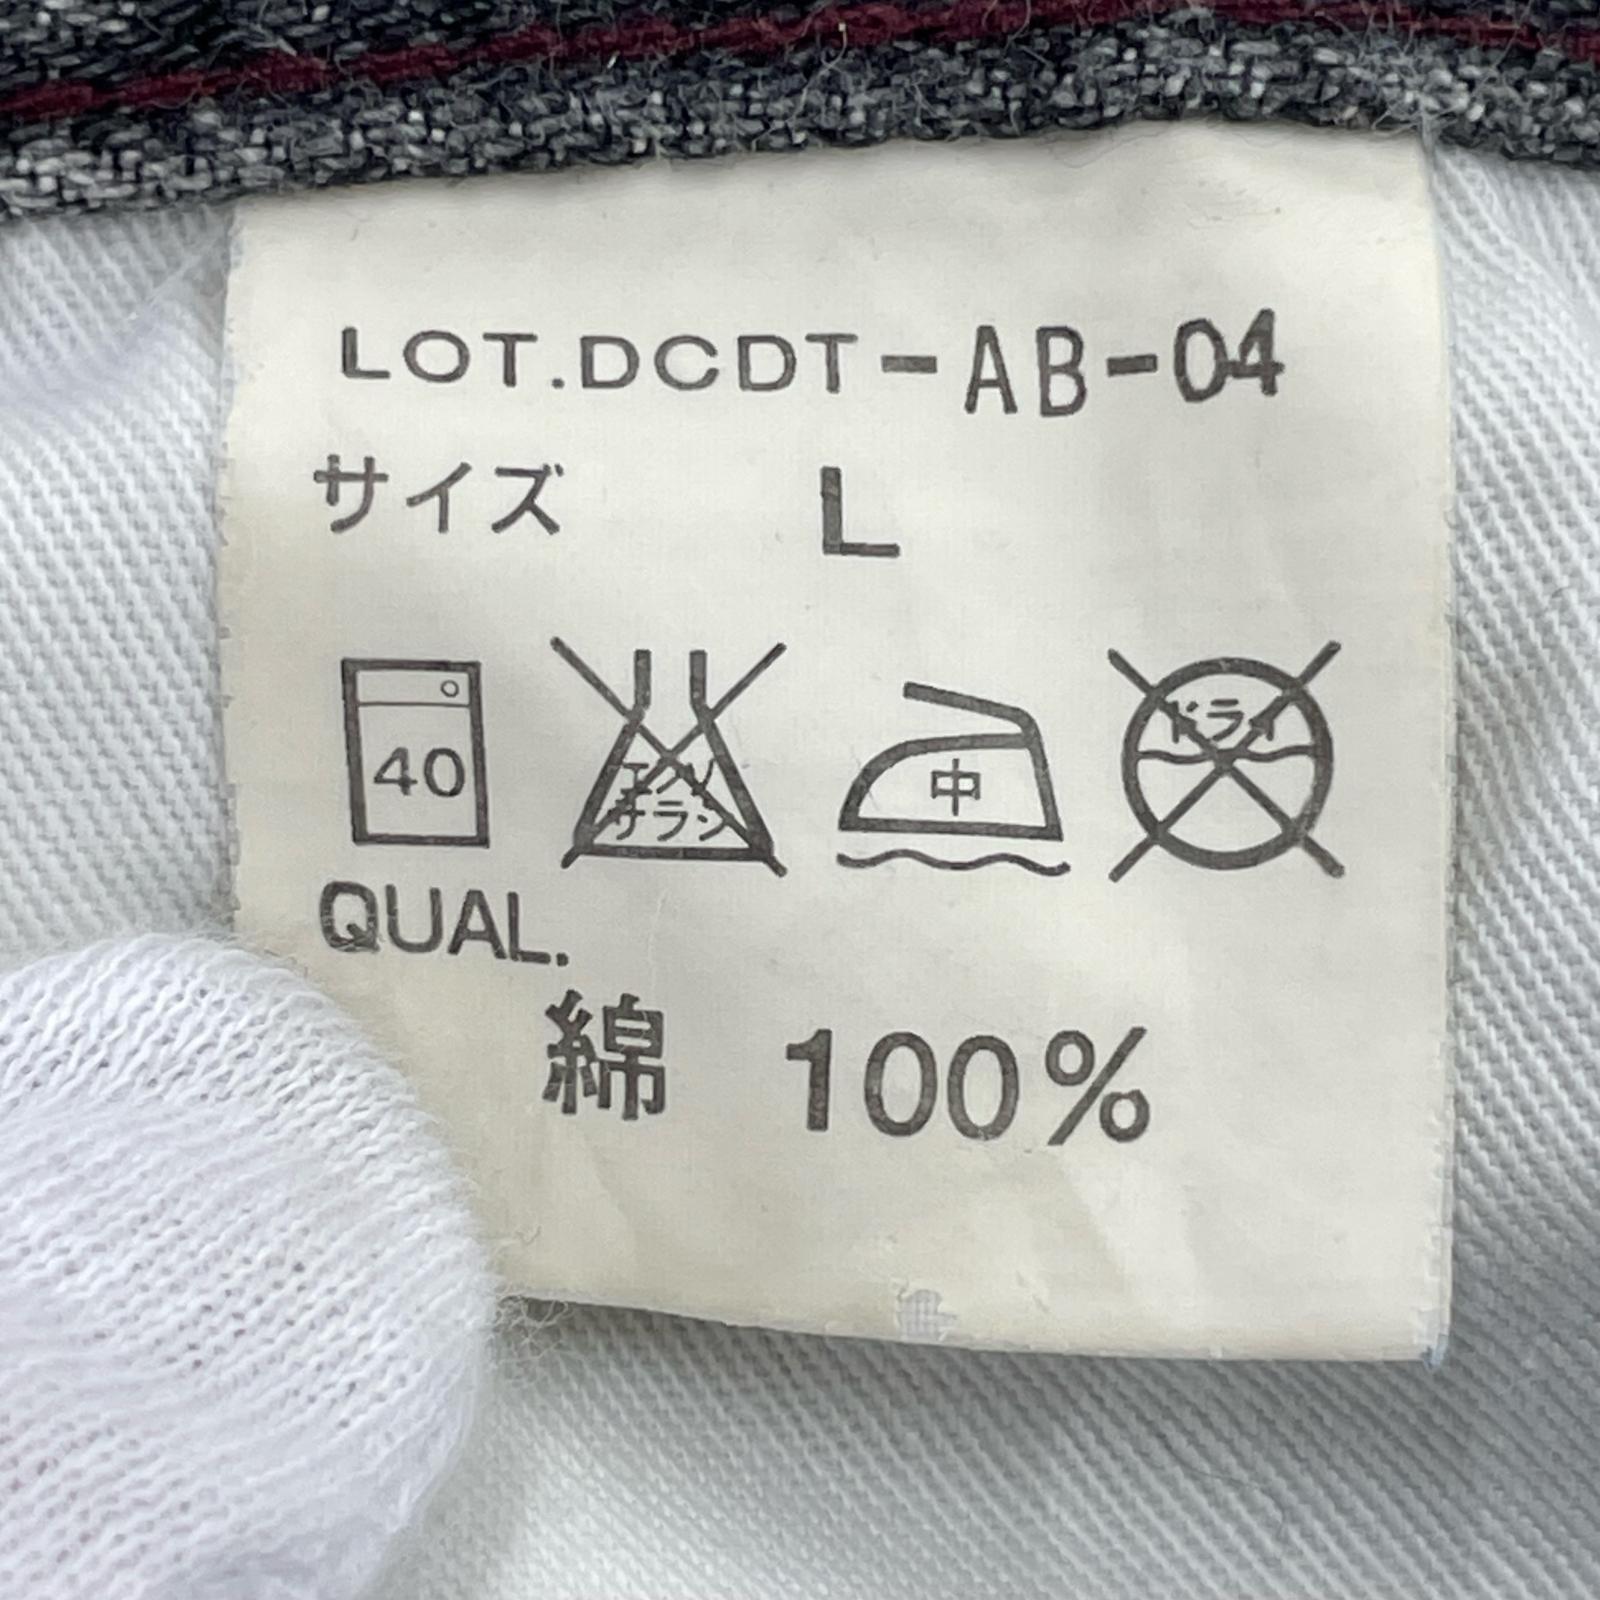 LOT.DCDT-AB-04
サイズ L
40 エンソ サラシ 中 ドライ
QUAL.
綿 100%